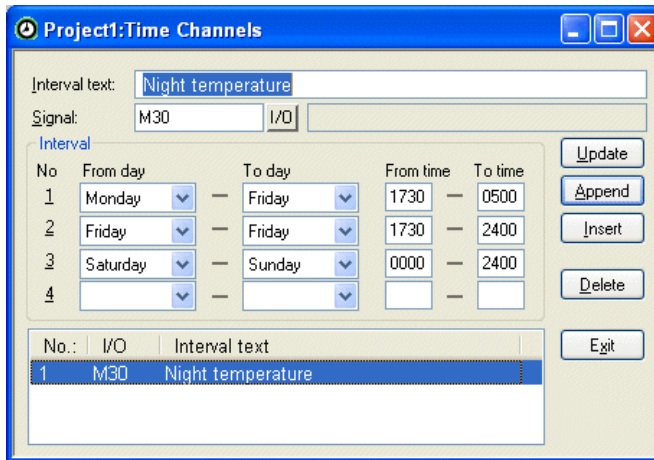 Project1:Time Channels
Interval text: Night temperature
Signal: M30 I/O
Interval
No From day To day From time To time
1 Monday — Friday 1730 — 0500
2 Friday — Friday 1730 — 2400
3 Saturday — Sunday 0000 — 2400
4 — —
Update
Append
Insert
Delete
Exit
No.: I/O Interval text
1 M30 Night temperature